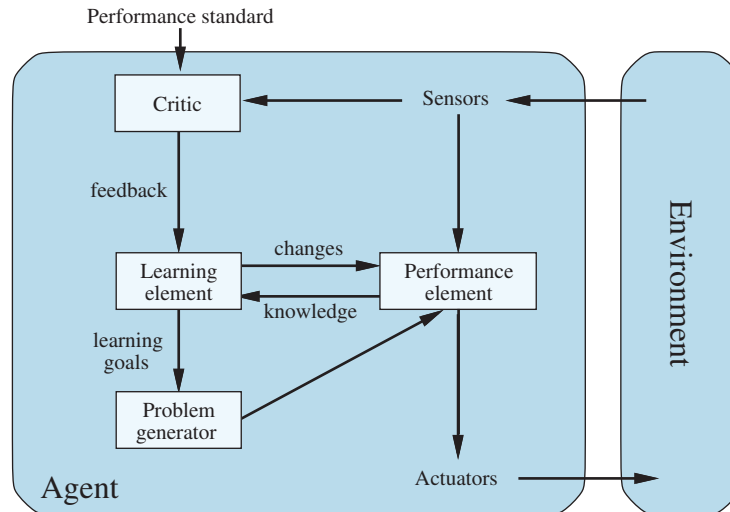 Performance standard
Critic
Sensors
feedback
changes
Learning
element
Performance
element
knowledge
learning
goals
Problem
generator
Agent
Actuators
Environment